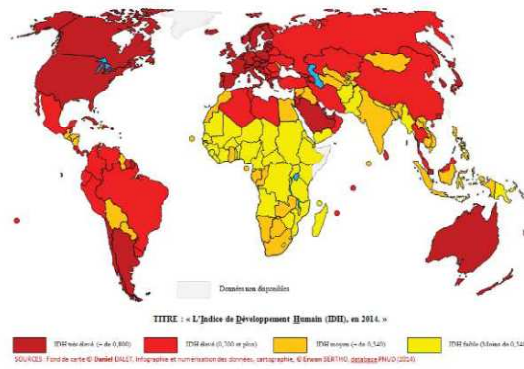 Données non disponibles
TITRE : « L'Indice de Développement Humain (IDH), en 2014. »
IDH très élevé (+ de 0,800)
IDH élevé (0,700 et plus)
IDH moyen (+ de 0,540)
IDH faible (Moins de 0,540
SOURCES : Fond de carte © Daniel DALET, Infographie et numérisation des données, cartographie, © Erwan BERTHO, database PNUD (2014)